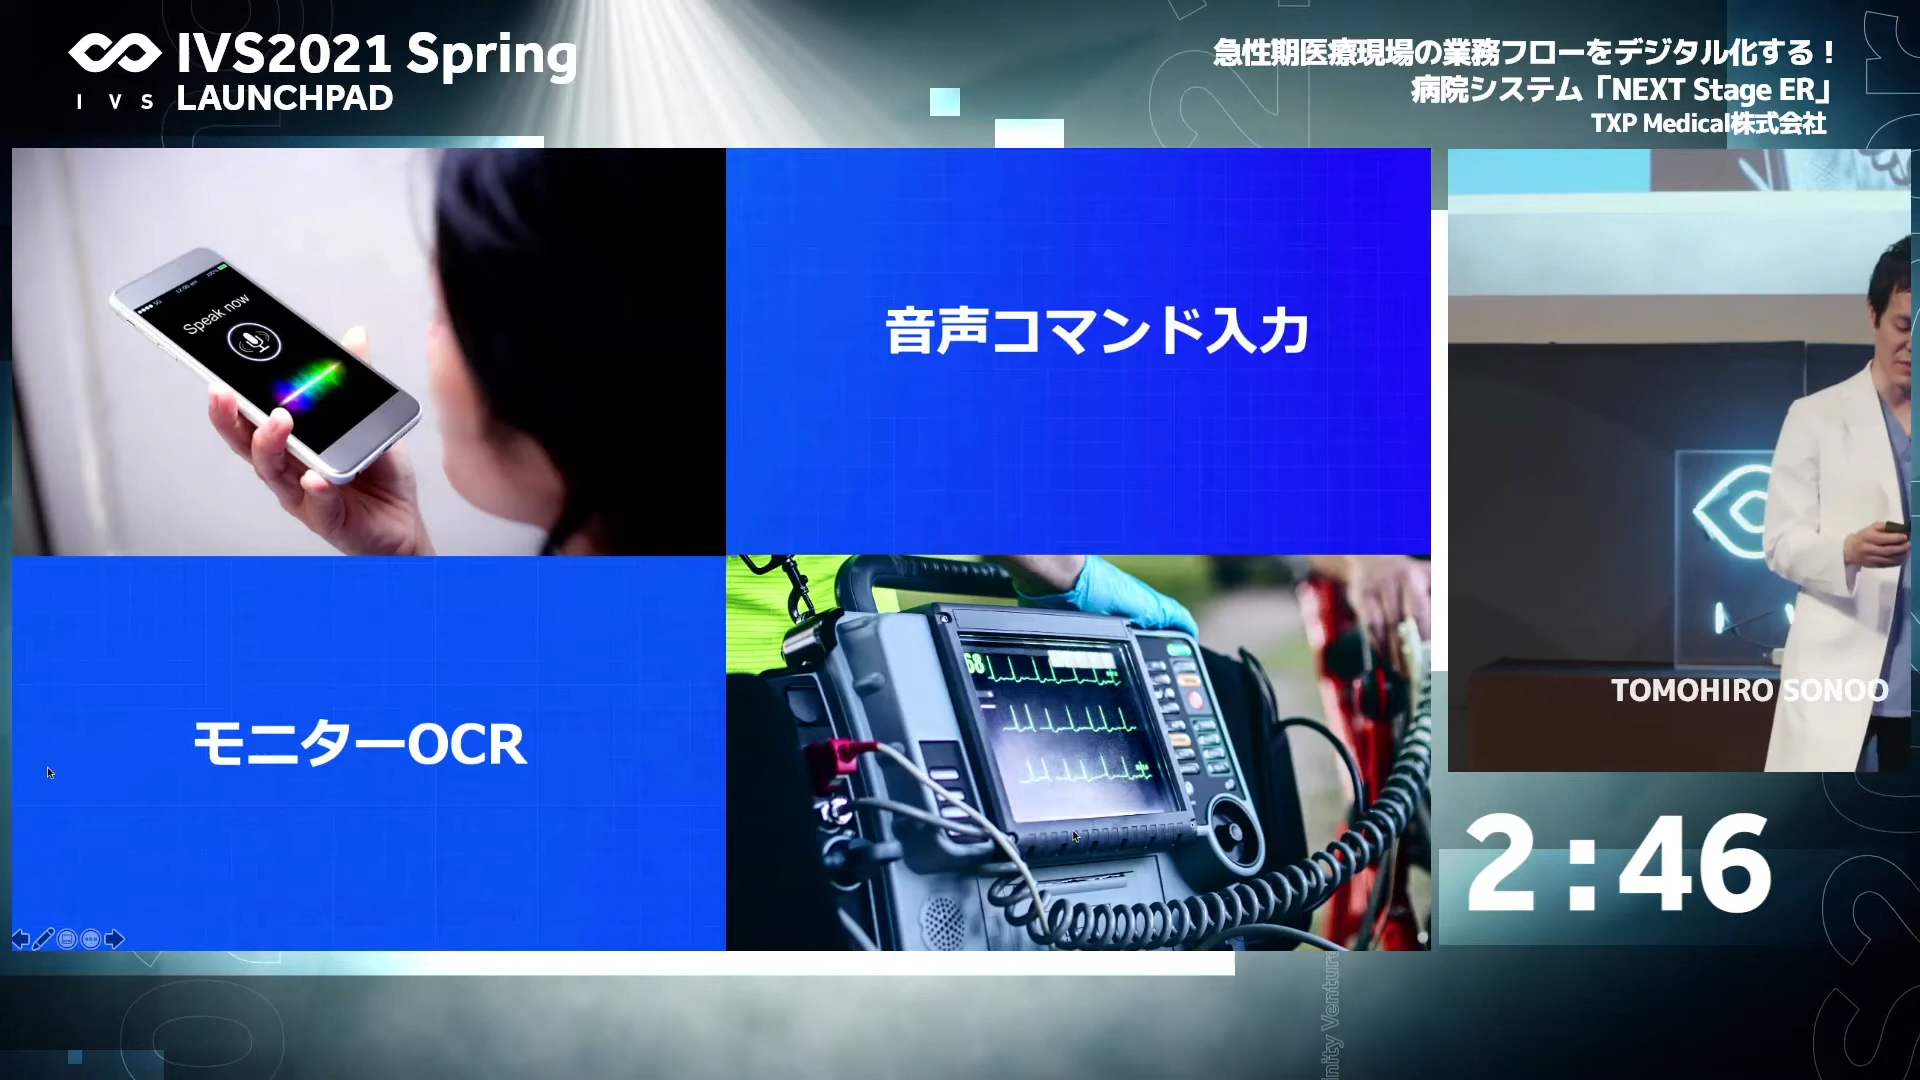 IVS2021 Spring
IVS LAUNCHPAD
急性期医療現場の業務フローをデジタル化する！
病院システム「NEXT Stage ER」
TXP Medical株式会社
Speak now
音声コマンド入力
モニターOCR
68
TOMOHIRO SONOO
2:46